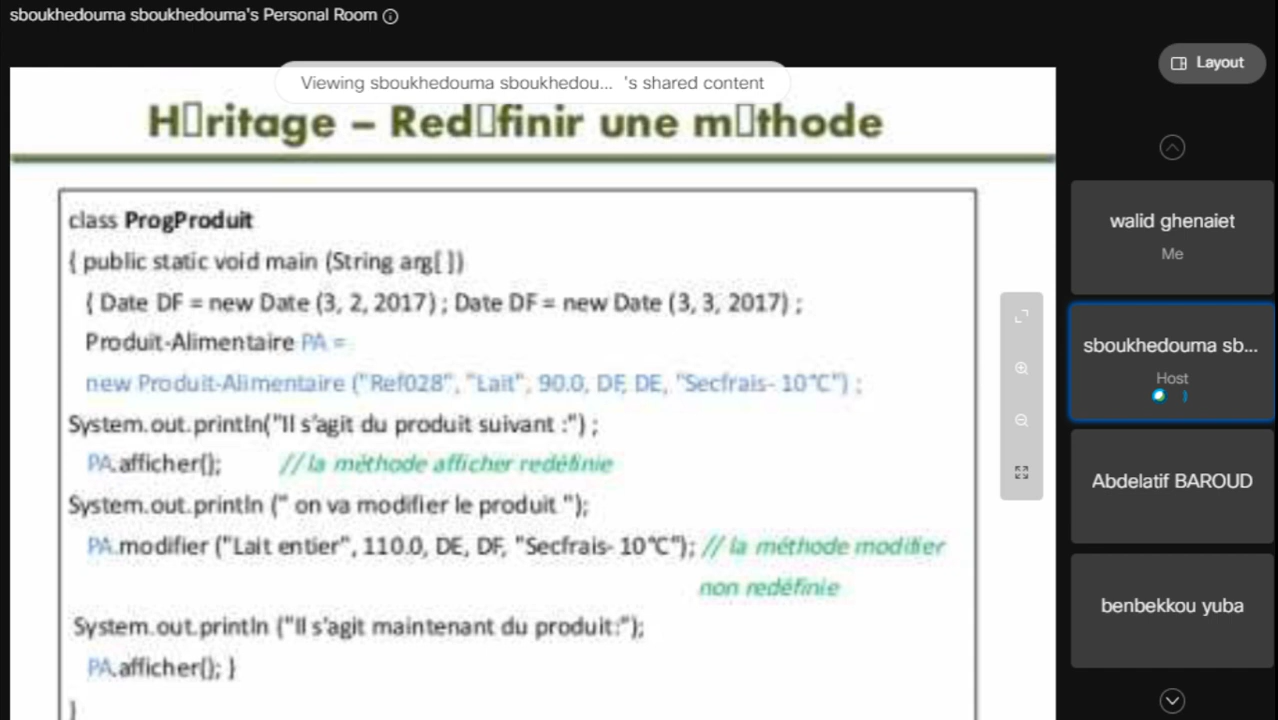 sboukhedouma sboukhedouma's Personal Room
Layout
Viewing sboukhedouma sboukhedou... 's shared content
H▯ritage – Red▯finir une m▯thode
class ProgProduit
{ public static void main (String arg[ ])
{ Date DF = new Date (3, 2, 2017) ; Date DF = new Date (3, 3, 2017) ;
Produit-Alimentaire PA =
new Produit-Alimentaire ("Ref028", "Lait", 90.0, DF, DE, "Secfrais- 10°C") ;
System.out.println("Il s'agit du produit suivant :") ;
PA.afficher(); // la méthode afficher redéfinie
System.out.println (" on va modifier le produit ");
PA.modifier ("Lait entier", 110.0, DE, DF, "Secfrais- 10°C"); // la méthode modifier
non redéfinie
System.out.println ("Il s'agit maintenant du produit:");
PA.afficher(); }
}
walid ghenaiet
Me
sboukhedouma sb...
Host
Abdelatif BAROUD
benbekkou yuba